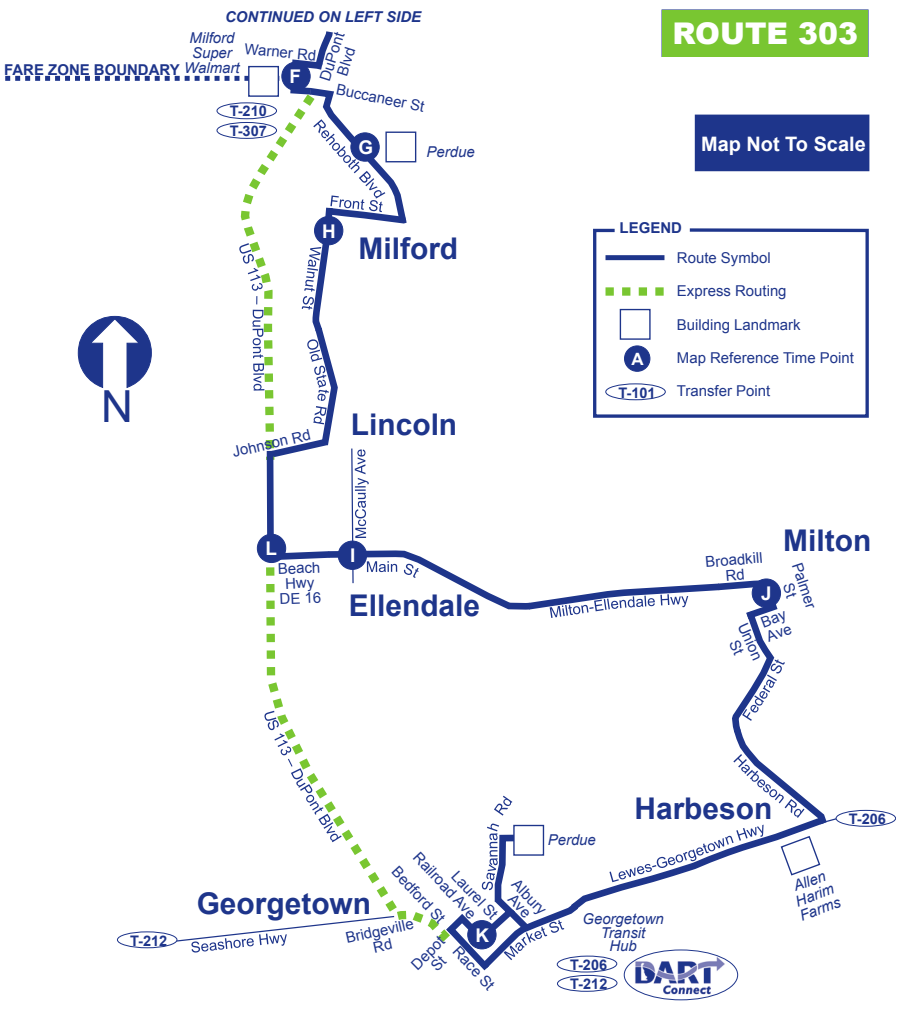 CONTINUED ON LEFT SIDE
ROUTE 303
Milford
Super
Walmart
Warner Rd
DuPont
Blvd
FARE ZONE BOUNDARY
F
Buccaneer St
T-210
T-307
Rehoboth Blvd
G
Perdue
Map Not To Scale
Front St
H
Milford
LEGEND
Route Symbol
Express Routing
Building Landmark
A
Map Reference Time Point
T-101
Transfer Point
US 113 – DuPont Blvd
Walnut St
Old State Rd
N
Lincoln
Johnson Rd
McCaully Ave
L
I
Beach
Hwy
DE 16
Main St
Ellendale
Milton
Broadkill
Rd
Palmer
St
J
Milton-Ellendale Hwy
Bay
Ave
Union
St
Federal St
US 113 – DuPont Blvd
Harbeson Rd
Harbeson
T-206
Savannah Rd
Perdue
Lewes-Georgetown Hwy
Allen
Harim
Farms
Georgetown
Bedford St
Railroad Ave
Laurel St
Albury
Ave
T-212
Seashore Hwy
Bridgeville
Rd
Depot
St
K
Race St
Market St
Georgetown
Transit
Hub
T-206
T-212
DART
Connect